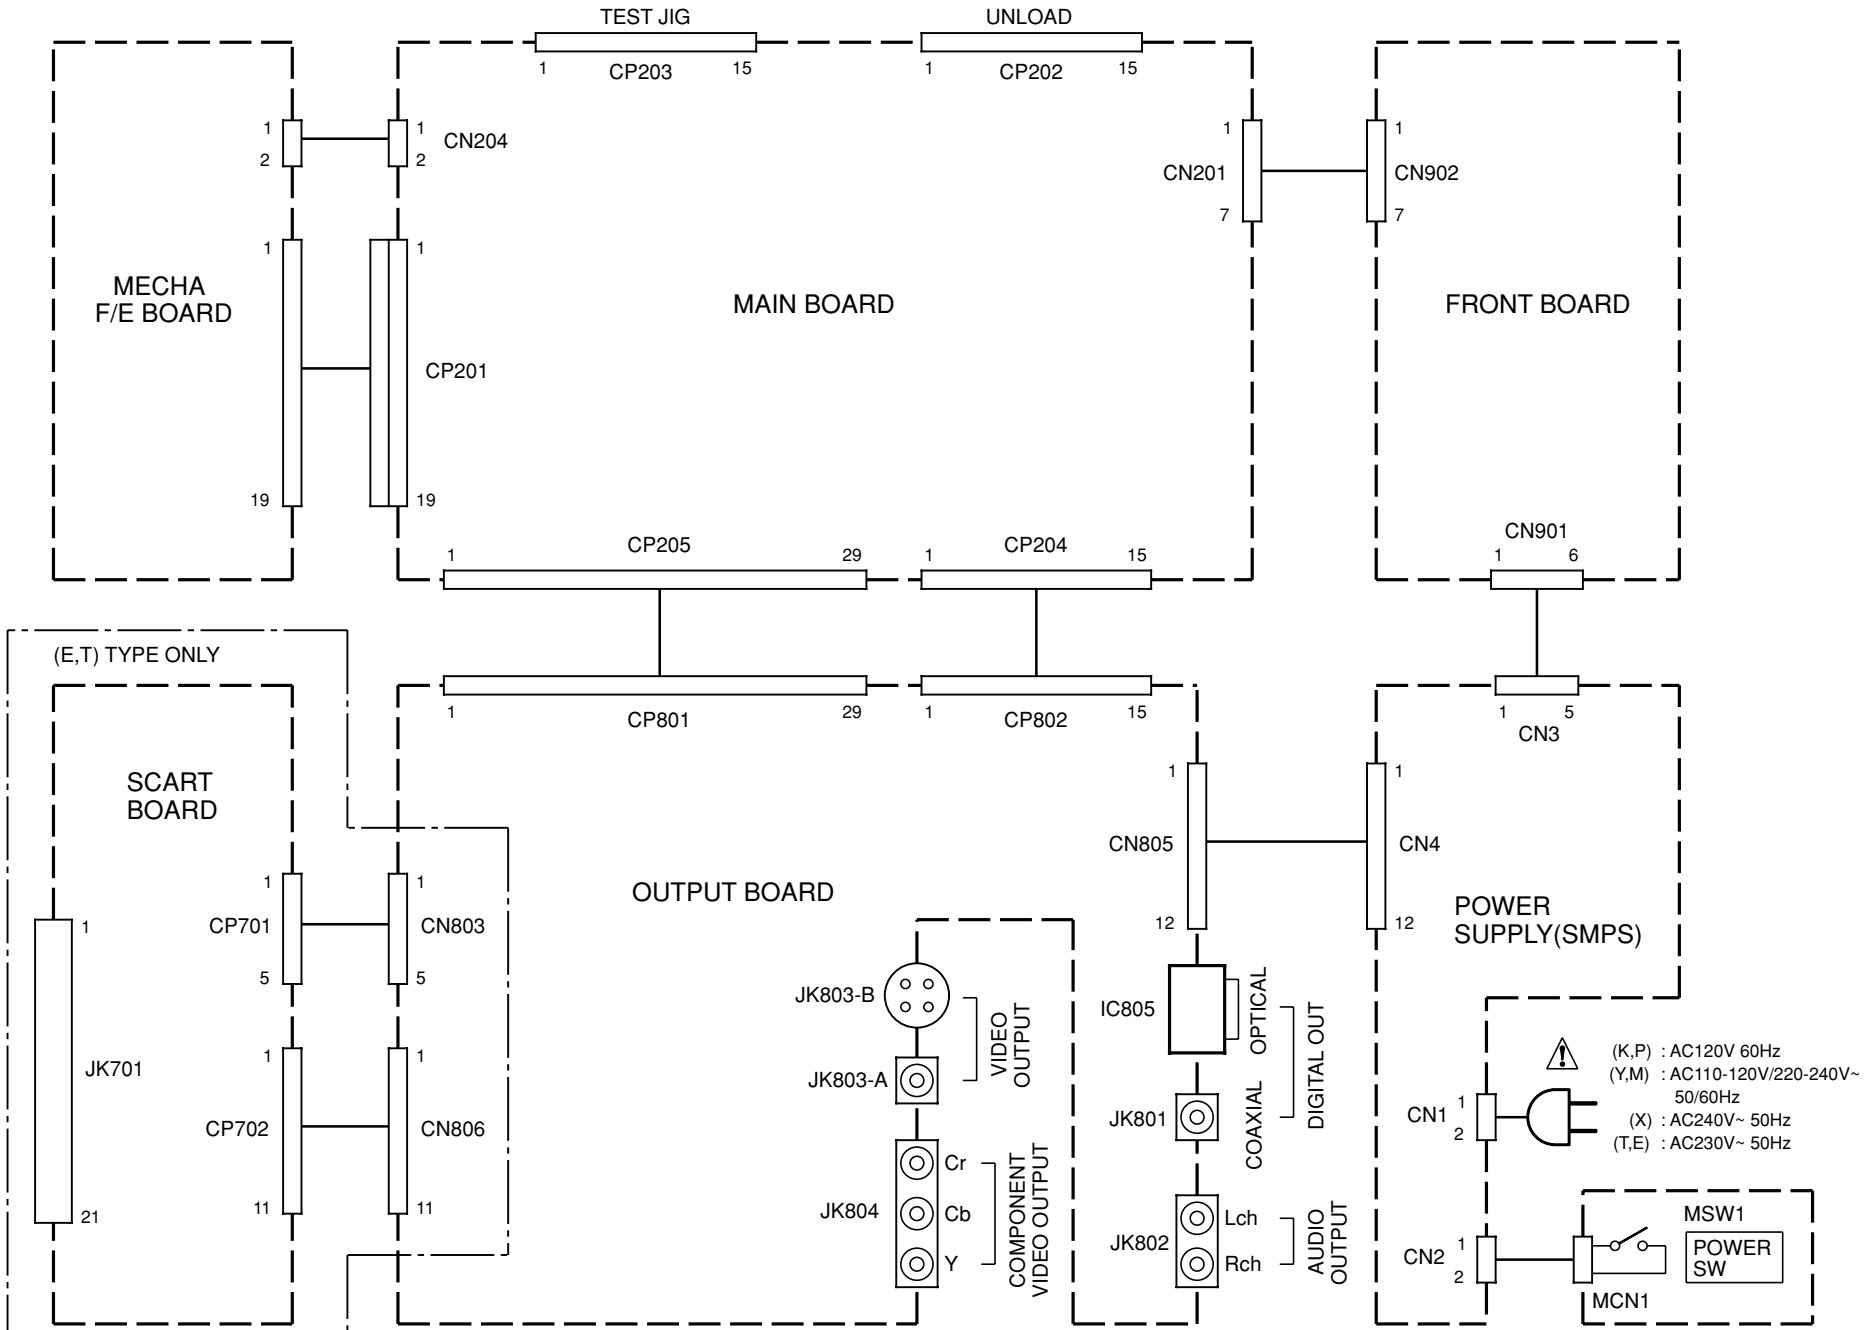 TEST JIG
1 CP203 15
UNLOAD
1 CP202 15
1
2
1
2
CN204
1
19
1
19
CP201
MECHA
F/E BOARD
MAIN BOARD
1
CN201
7
1
CN902
7
FRONT BOARD
CN901
1 6
CP205
1 29
CP204
1 15
(E,T) TYPE ONLY
1 CP801 29
1 CP802 15
1 5
CN3
SCART
BOARD
1
JK701
21
1
CP701
5
1
CN803
5
1
CP702
11
1
CN806
11
OUTPUT BOARD
1
CN805
12
1
CN4
12
POWER
SUPPLY(SMPS)
JK803-B
JK803-A
VIDEO
OUTPUT
JK804
Cr
Cb
Y
COMPONENT
VIDEO OUTPUT
IC805
OPTICAL
JK801
COAXIAL
DIGITAL OUT
JK802
Lch
Rch
AUDIO
OUTPUT
CN1
1
2
(K,P) : AC120V 60Hz
(Y,M) : AC110-120V/220-240V~
50/60Hz
(X) : AC240V~ 50Hz
(T,E) : AC230V~ 50Hz
CN2
1
2
MSW1
POWER
SW
MCN1